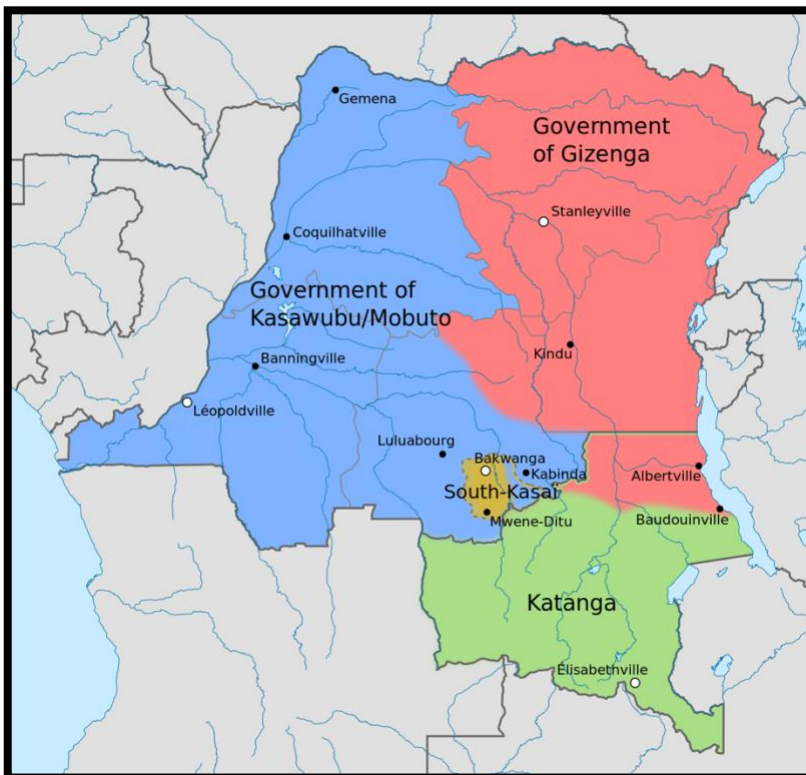 Gemena
Government
of Gizenga
Stanleyville
Coquilhatville
Government of
Kasawubu/Mobuto
Kindu
Banningville
Léopoldville
Luluabourg
Bakwanga
Kabinda
Albertville
South-Kasai
Mwene-Ditu
Baudouinville
Katanga
Élisabethville